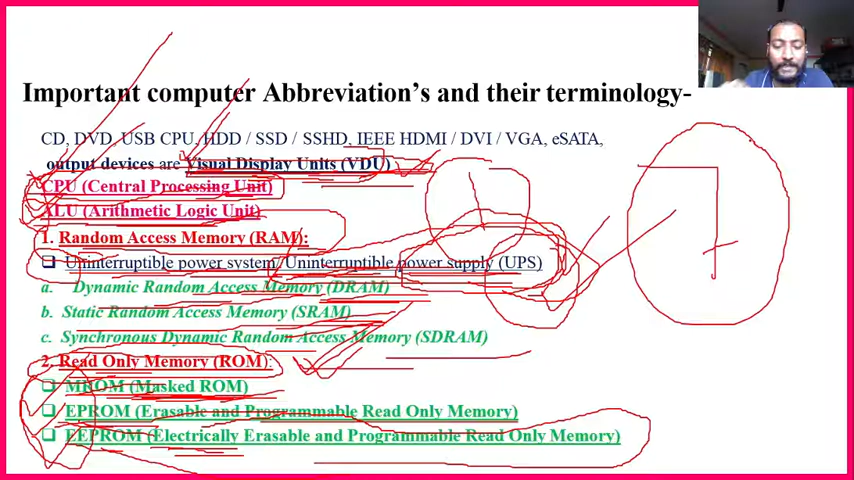 Important computer Abbreviation's and their terminology-
CD, DVD, USB CPU, HDD / SSD / SSHD, IEEE HDMI / DVI / VGA, eSATA,
output devices are Visual Display Units (VDU)
CPU (Central Processing Unit)
ALU (Arithmetic Logic Unit)
1. Random Access Memory (RAM):
Uninterruptible power system/Uninterruptible power supply (UPS)
a. Dynamic Random Access Memory (DRAM)
b. Static Random Access Memory (SRAM)
c. Synchronous Dynamic Random Access Memory (SDRAM)
2. Read Only Memory (ROM):
MROM (Masked ROM)
EPROM (Erasable and Programmable Read Only Memory)
EEPROM (Electrically Erasable and Programmable Read Only Memory)